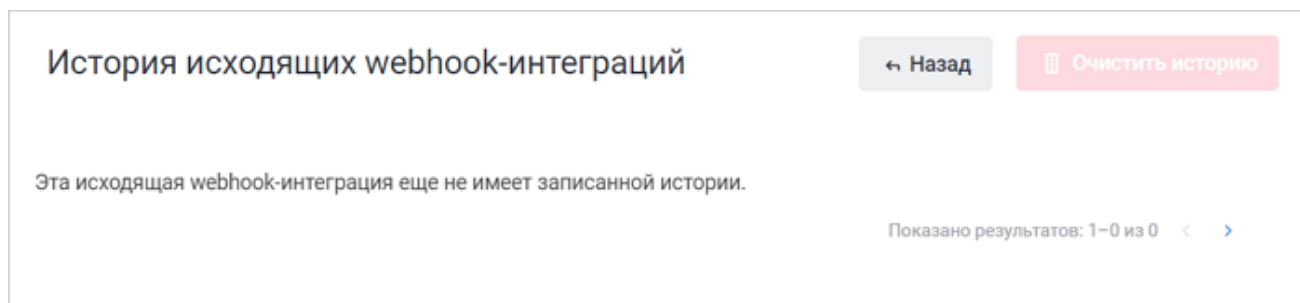 История исходящих webhook-интеграций
Назад
Очистить историю
Эта исходящая webhook-интеграция еще не имеет записанной истории.
Показано результатов: 1–0 из 0